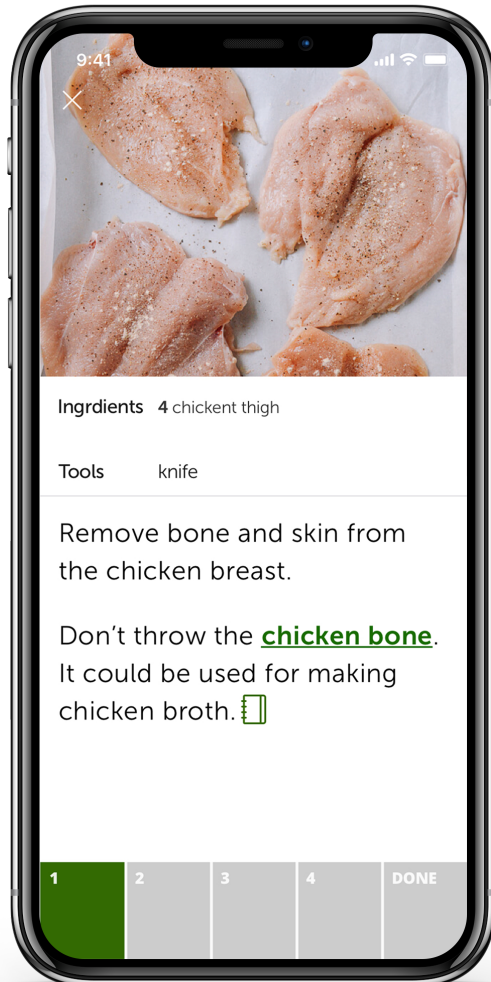 9:41
Ingrdients 4 chickent thigh
Tools knife
Remove bone and skin from
the chicken breast.
Don’t throw the chicken bone.
It could be used for making
chicken broth.
1 2 3 4 DONE